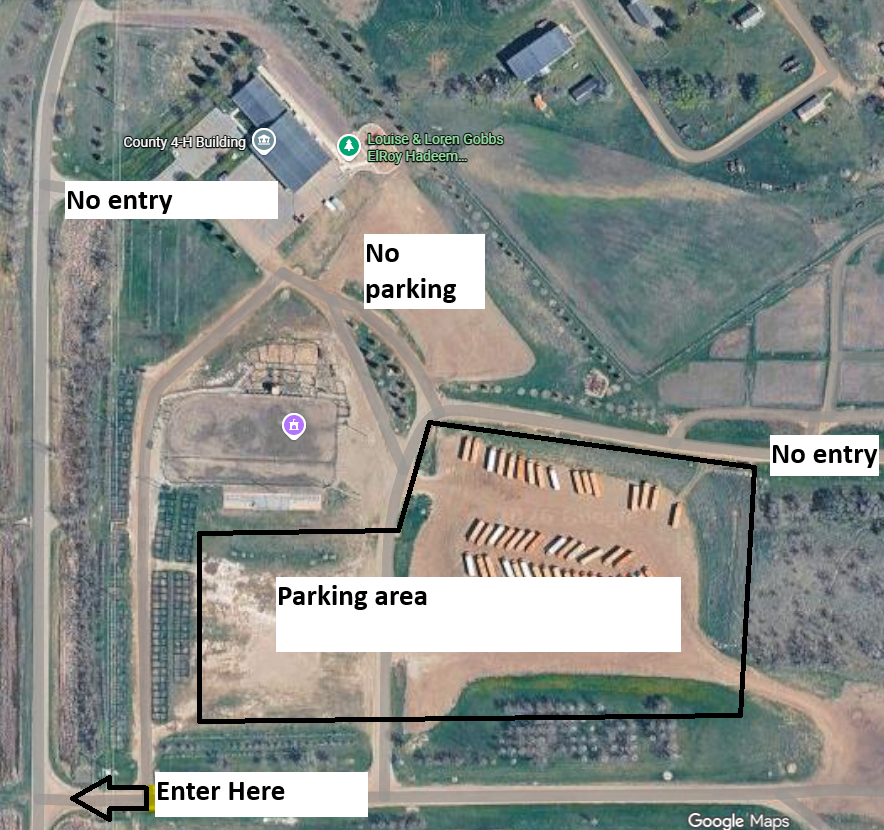 County 4-H Building
Louise & Loren Gobbs
ElRoy Hadeem...
No entry
No
parking
No entry
Parking area
Enter Here
Google Maps